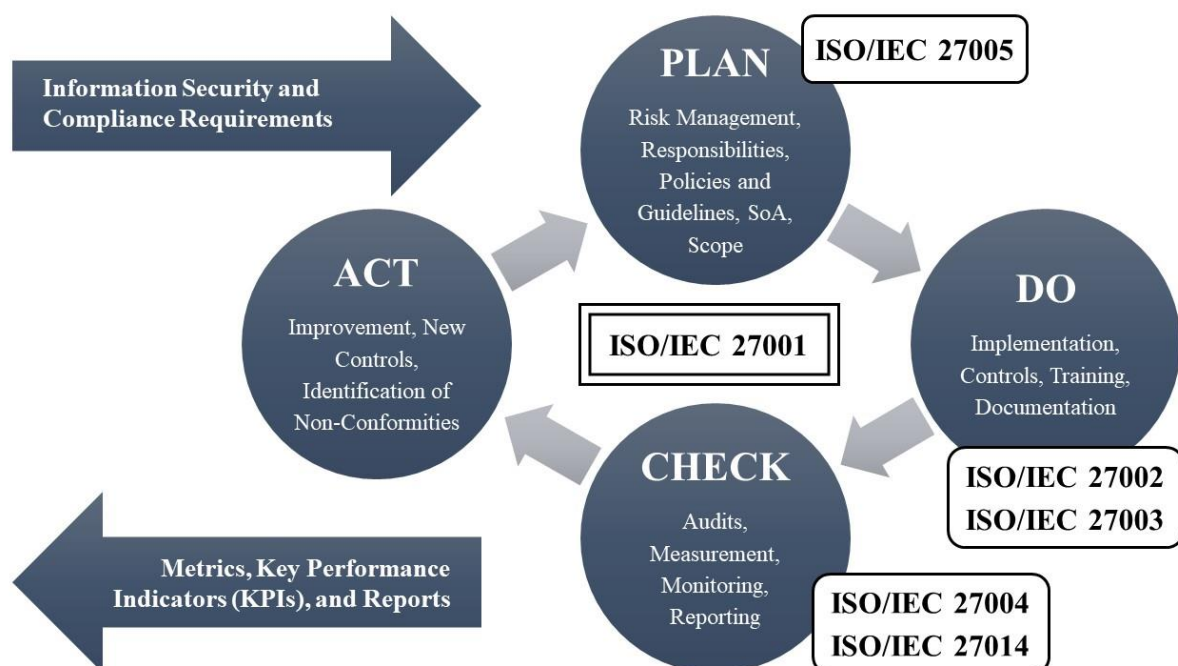 Information Security and
Compliance Requirements
PLAN
Risk Management,
Responsibilities,
Policies and
Guidelines, SoA,
Scope
ISO/IEC 27005
DO
Implementation,
Controls, Training,
Documentation
ISO/IEC 27002
ISO/IEC 27003
ISO/IEC 27001
ACT
Improvement, New
Controls,
Identification of
Non-Conformities
CHECK
Audits,
Measurement,
Monitoring,
Reporting
ISO/IEC 27004
ISO/IEC 27014
Metrics, Key Performance
Indicators (KPIs), and Reports